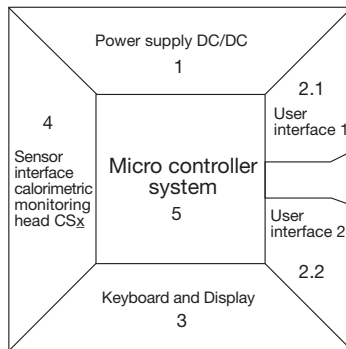 Power supply DC/DC
1
2.1
User
interface 1
4
Sensor
interface
calorimetric
monitoring
head CSx
Micro controller
system
5
User
interface 2
2.2
Keyboard and Display
3